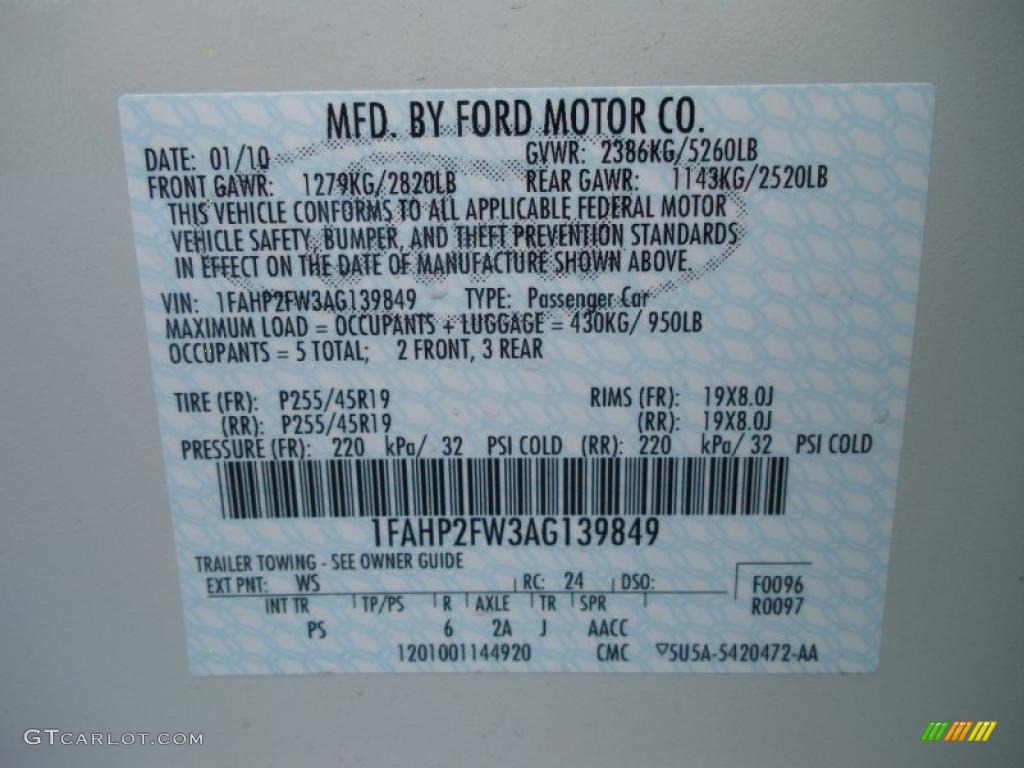 MFD. BY FORD MOTOR CO.
DATE: 01/10 GVWR: 2386KG/5260LB
FRONT GAWR: 1279KG/2820LB REAR GAWR: 1143KG/2520LB
THIS VEHICLE CONFORMS TO ALL APPLICABLE FEDERAL MOTOR
VEHICLE SAFETY, BUMPER, AND THEFT PREVENTION STANDARDS
IN EFFECT ON THE DATE OF MANUFACTURE SHOWN ABOVE.
VIN: 1FAHP2FW3AG139849 TYPE: Passenger Car
MAXIMUM LOAD = OCCUPANTS + LUGGAGE = 430KG/ 950LB
OCCUPANTS = 5 TOTAL; 2 FRONT, 3 REAR
TIRE (FR): P255/45R19 RIMS (FR): 19X8.0J
(RR): P255/45R19 (RR): 19X8.0J
PRESSURE (FR): 220 kPa/ 32 PSI COLD (RR): 220 kPa/ 32 PSI COLD
1FAHP2FW3AG139849
TRAILER TOWING - SEE OWNER GUIDE
EXT PNT: WS RC: 24 DSO: F0096
INT TR TP/PS R AXLE TR SPR R0097
PS 6 2A J AACC
1201001144920 CMC ▽5U5A-5420472-AA
GTCARLOT.COM